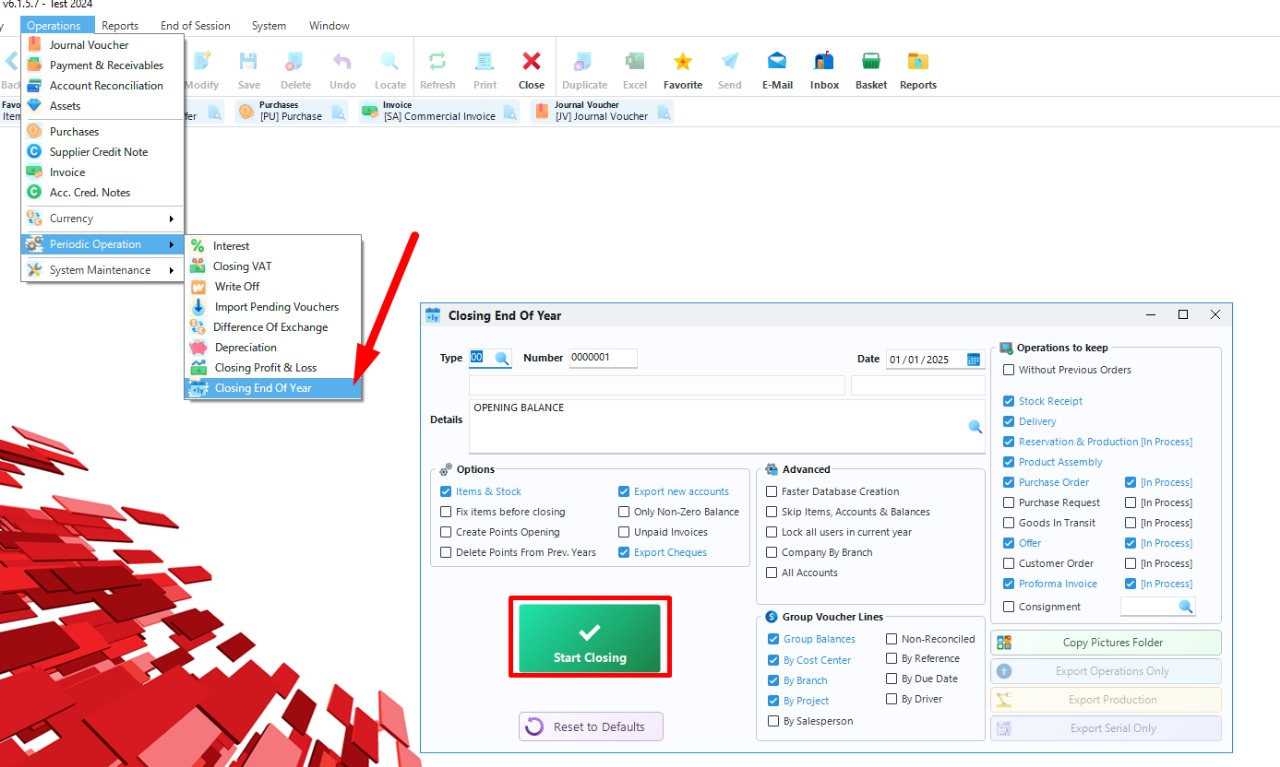 v6.1.5.7 - Test 2024
Operations Reports End of Session System Window
Journal Voucher
Payment & Receivables
Account Reconciliation
Assets
Purchases
Supplier Credit Note
Invoice
Acc. Cred. Notes
Currency
Periodic Operation
System Maintenance
Modify Save Delete Undo Locate Refresh Print Close Duplicate Excel Favorite Send E-Mail Inbox Basket Reports
Purchases
[PU] Purchase
Invoice
[SA] Commercial Invoice
Journal Voucher
[JV] Journal Voucher
Interest
Closing VAT
Write Off
Import Pending Vouchers
Difference Of Exchange
Depreciation
Closing Profit & Loss
Closing End Of Year
Closing End Of Year
Type 00 Number 0000001 Date 01/01/2025
Details OPENING BALANCE
Options
Items & Stock Export new accounts
Fix items before closing Only Non-Zero Balance
Create Points Opening Unpaid Invoices
Delete Points From Prev. Years Export Cheques
Start Closing
Reset to Defaults
Advanced
Faster Database Creation
Skip Items, Accounts & Balances
Lock all users in current year
Company By Branch
All Accounts
Group Voucher Lines
Group Balances Non-Reconciled
By Cost Center By Reference
By Branch By Due Date
By Project By Driver
By Salesperson
Operations to keep
Without Previous Orders
Stock Receipt
Delivery
Reservation & Production [In Process]
Product Assembly
Purchase Order [In Process]
Purchase Request [In Process]
Goods In Transit [In Process]
Offer [In Process]
Customer Order [In Process]
Proforma Invoice [In Process]
Consignment
Copy Pictures Folder
Export Operations Only
Export Production
Export Serial Only